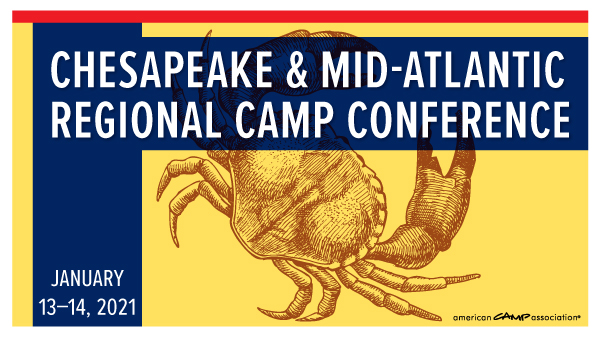 CHESAPEAKE & MID-ATLANTIC
REGIONAL CAMP CONFERENCE
JANUARY
13–14, 2021
american CAMP association®